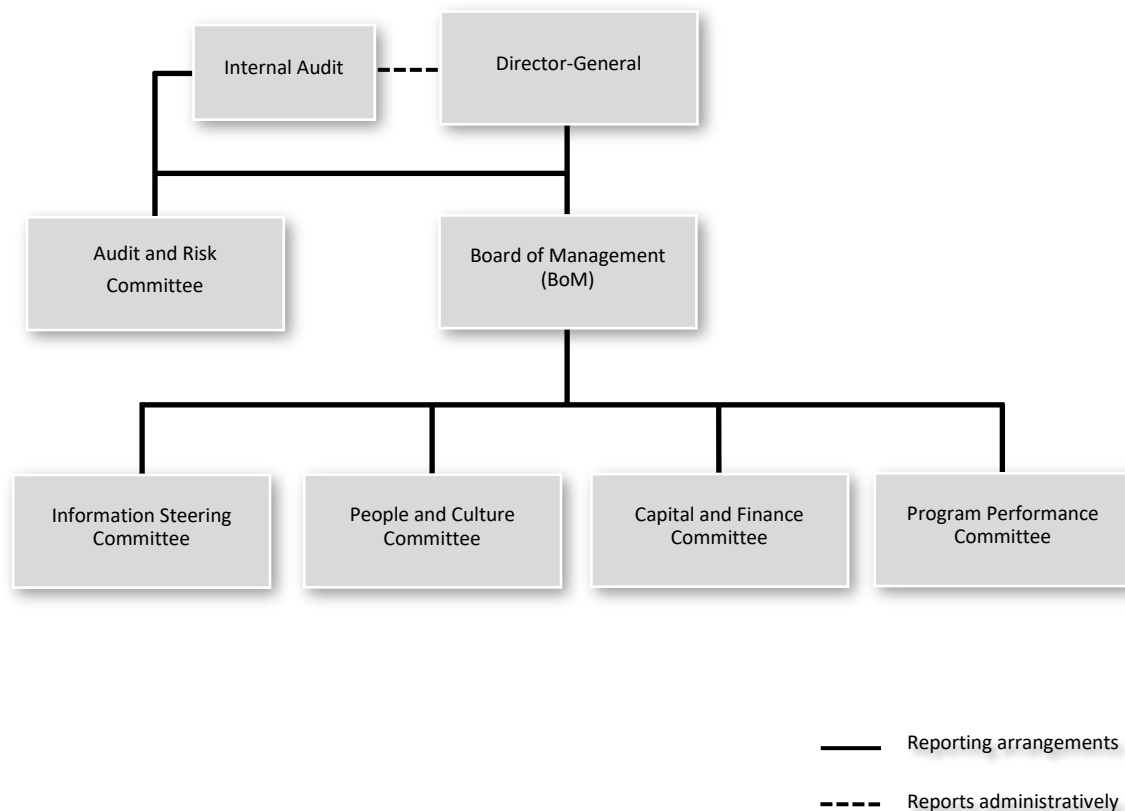 Internal Audit
Director-General
Audit and Risk
Committee
Board of Management
(BoM)
Information Steering
Committee
People and Culture
Committee
Capital and Finance
Committee
Program Performance
Committee
Reporting arrangements
Reports administratively